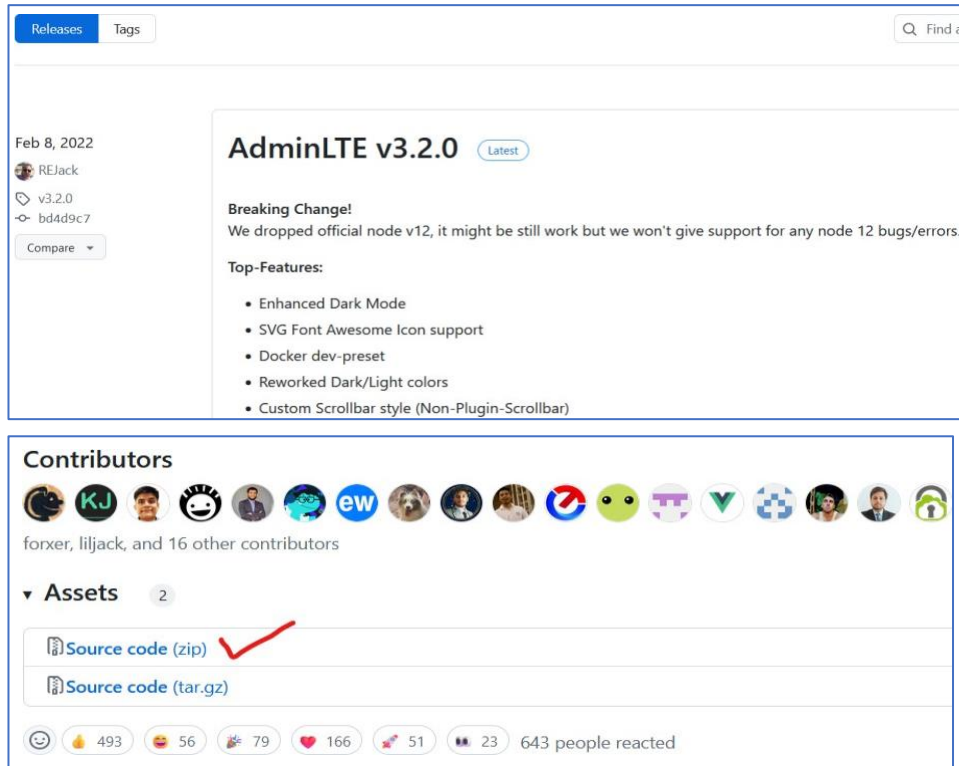 Releases Tags
Find a
Feb 8, 2022
REJack
v3.2.0
bd4d9c7
Compare
AdminLTE v3.2.0 Latest
Breaking Change!
We dropped official node v12, it might be still work but we won't give support for any node 12 bugs/errors.
Top-Features:
• Enhanced Dark Mode
• SVG Font Awesome Icon support
• Docker dev-preset
• Reworked Dark/Light colors
• Custom Scrollbar style (Non-Plugin-Scrollbar)
Contributors
KJ ew
forxer, liljack, and 16 other contributors
Assets 2
Source code (zip)
Source code (tar.gz)
493 56 79 166 51 23 643 people reacted